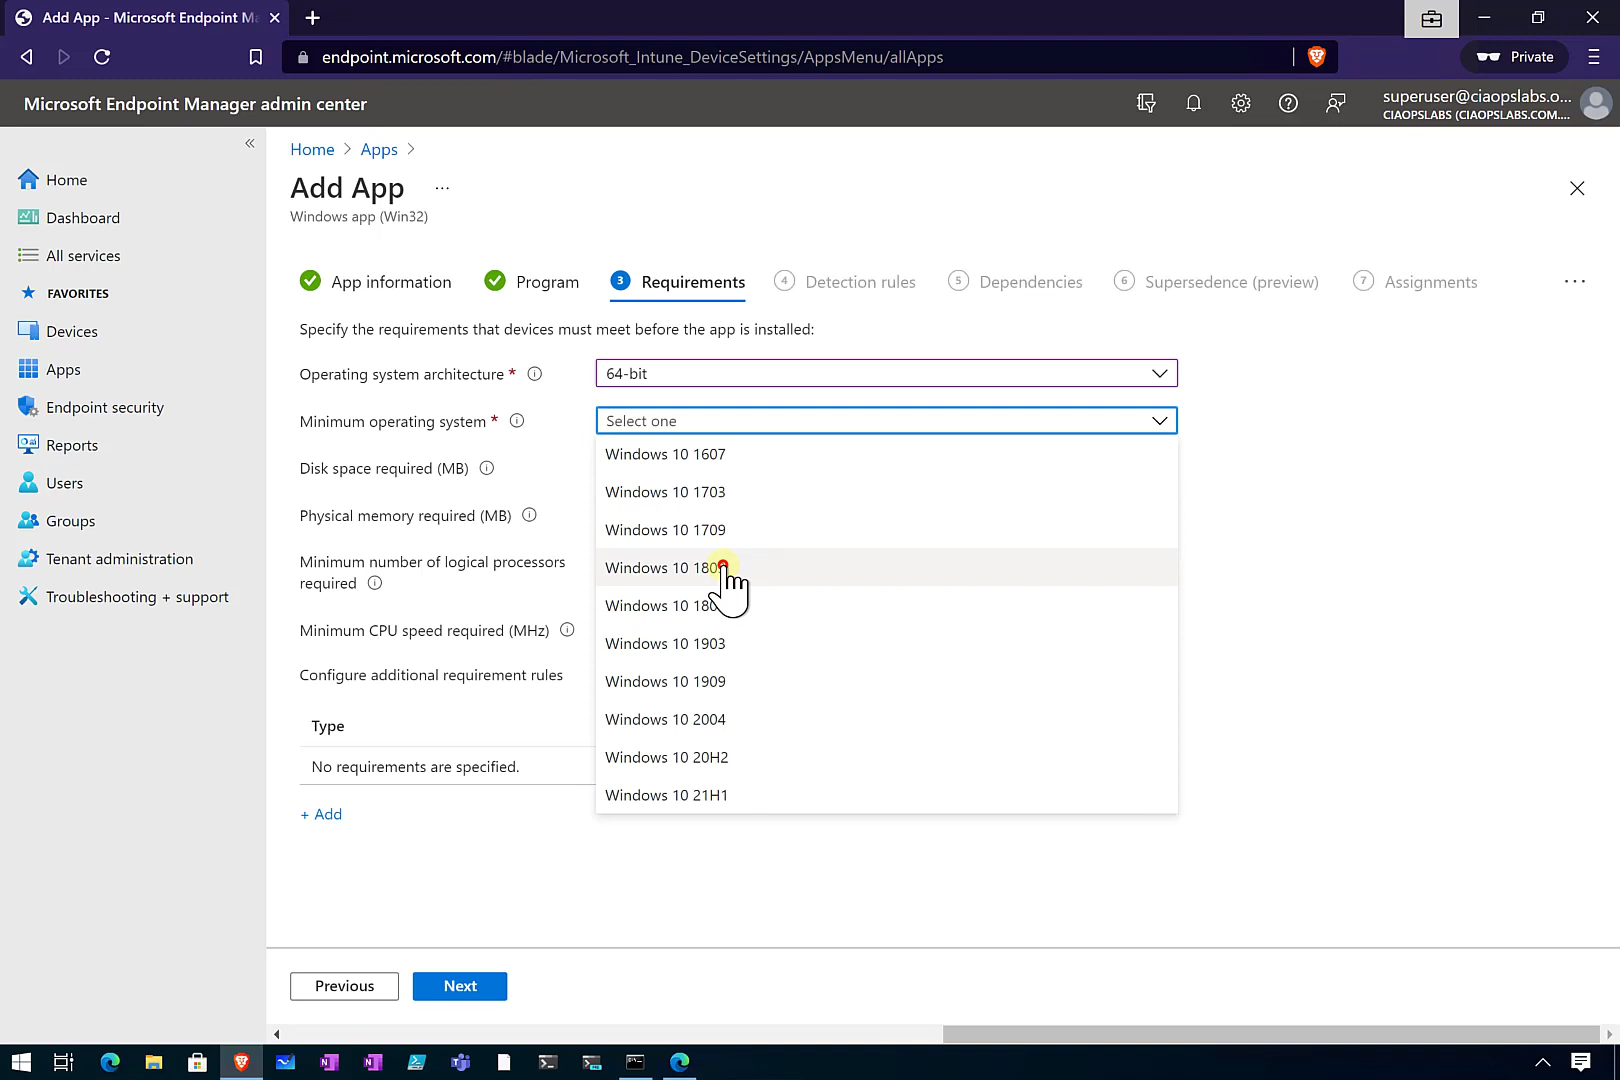 Add App - Microsoft Endpoint Ma
endpoint.microsoft.com/#blade/Microsoft_Intune_DeviceSettings/AppsMenu/allApps
Private
Microsoft Endpoint Manager admin center
superuser@ciaopslabs.o...
CIAOPSLABS (CIAOPSLABS.COM....
Home
Dashboard
All services
FAVORITES
Devices
Apps
Endpoint security
Reports
Users
Groups
Tenant administration
Troubleshooting + support
Home > Apps >
Add App ...
Windows app (Win32)
App information
Program
3 Requirements
4 Detection rules
5 Dependencies
6 Supersedence (preview)
7 Assignments
...
Specify the requirements that devices must meet before the app is installed:
Operating system architecture *
64-bit
Minimum operating system *
Select one
Windows 10 1607
Windows 10 1703
Windows 10 1709
Windows 10
Windows 10
Windows 10 1903
Windows 10 1909
Windows 10 2004
Windows 10 20H2
Windows 10 21H1
Disk space required (MB)
Physical memory required (MB)
Minimum number of logical processors
required
Minimum CPU speed required (MHz)
Configure additional requirement rules
Type
No requirements are specified.
+ Add
Previous
Next